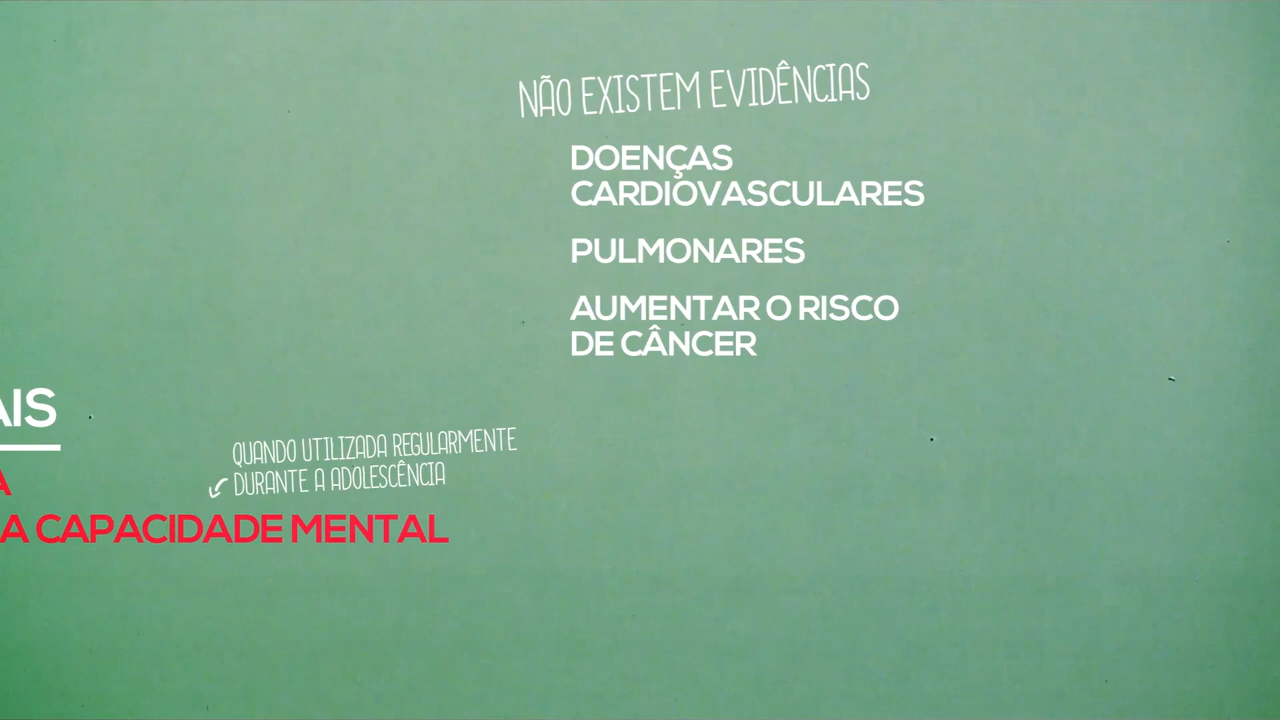 NÃO EXISTEM EVIDÊNCIAS
DOENÇAS
CARDIOVASCULARES
PULMONARES
AUMENTAR O RISCO
DE CÂNCER
AIS
QUANDO UTILIZADA REGULARMENTE
DURANTE A ADOLESCÊNCIA
A
A CAPACIDADE MENTAL